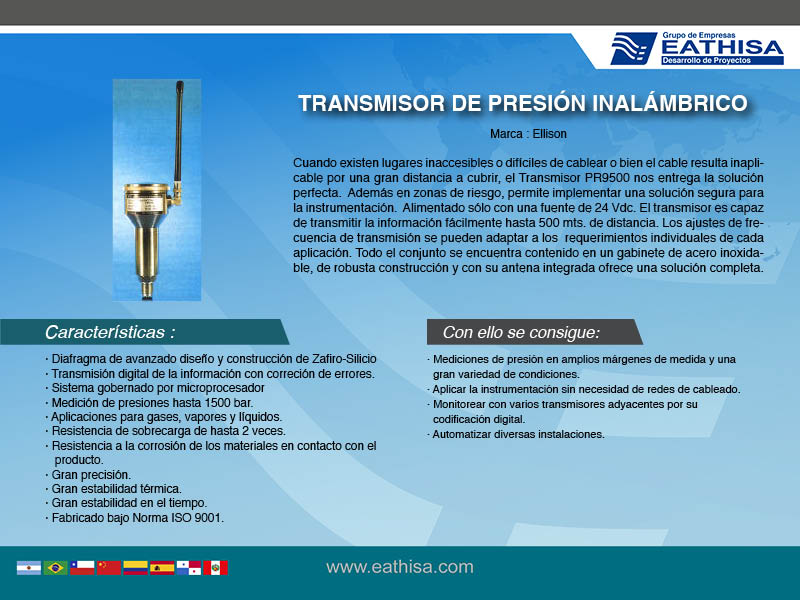 Grupo de Empresas
EATHISA
Desarrollo de Proyectos
TRANSMISOR DE PRESIÓN INALÁMBRICO
Marca : Ellison
Cuando existen lugares inaccesibles o difíciles de cablear o bien el cable resulta inapli-
cable por una gran distancia a cubrir, el Transmisor PR9500 nos entrega la solución
perfecta. Además en zonas de riesgo, permite implementar una solución segura para
la instrumentación. Alimentado sólo con una fuente de 24 Vdc. El transmisor es capaz
de transmitir la información fácilmente hasta 500 mts. de distancia. Los ajustes de fre-
cuencia de transmisión se pueden adaptar a los requerimientos individuales de cada
aplicación. Todo el conjunto se encuentra contenido en un gabinete de acero inoxida-
ble, de robusta construcción y con su antena integrada ofrece una solución completa.
Características :
· Diafragma de avanzado diseño y construcción de Zafiro-Silicio
· Transmisión digital de la información con correción de errores.
· Sistema gobernado por microprocesador
· Medición de presiones hasta 1500 bar.
· Aplicaciones para gases, vapores y líquidos.
· Resistencia de sobrecarga de hasta 2 veces.
· Resistencia a la corrosión de los materiales en contacto con el
producto.
· Gran precisión.
· Gran estabilidad térmica.
· Gran estabilidad en el tiempo.
· Fabricado bajo Norma ISO 9001.
Con ello se consigue:
· Mediciones de presión en amplios márgenes de medida y una
gran variedad de condiciones.
· Aplicar la instrumentación sin necesidad de redes de cableado.
· Monitorear con varios transmisores adyacentes por su
codificación digital.
· Automatizar diversas instalaciones.
www.eathisa.com